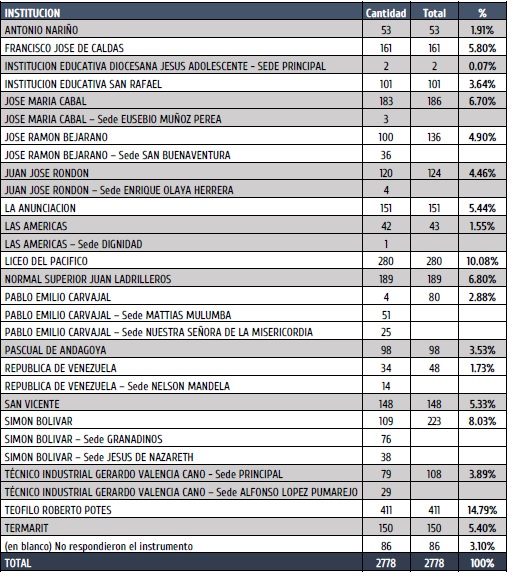 INSTITUCION Cantidad Total %
ANTONIO NARIÑO 53 53 1.91%
FRANCISCO JOSE DE CALDAS 161 161 5.80%
INSTITUCION EDUCATIVA DIOCESANA JESUS ADOLESCENTE - SEDE PRINCIPAL 2 2 0.07%
INSTITUCION EDUCATIVA SAN RAFAEL 101 101 3.64%
JOSE MARIA CABAL 183 186 6.70%
JOSE MARIA CABAL – Sede EUSEBIO MUÑOZ PEREA 3
JOSE RAMON BEJARANO 100 136 4.90%
JOSE RAMON BEJARANO – Sede SAN BUENAVENTURA 36
JUAN JOSE RONDON 120 124 4.46%
JUAN JOSE RONDON – Sede ENRIQUE OLAYA HERRERA 4
LA ANUNCIACION 151 151 5.44%
LAS AMERICAS 42 43 1.55%
LAS AMERICAS – Sede DIGNIDAD 1
LICEO DEL PACIFICO 280 280 10.08%
NORMAL SUPERIOR JUAN LADRILLEROS 189 189 6.80%
PABLO EMILIO CARVAJAL 4 80 2.88%
PABLO EMILIO CARVAJAL – Sede MATTIAS MULUMBA 51
PABLO EMILIO CARVAJAL – Sede NUESTRA SEÑORA DE LA MISERICORDIA 25
PASCUAL DE ANDAGOYA 98 98 3.53%
REPUBLICA DE VENEZUELA 34 48 1.73%
REPUBLICA DE VENEZUELA – Sede NELSON MANDELA 14
SAN VICENTE 148 148 5.33%
SIMON BOLIVAR 109 223 8.03%
SIMON BOLIVAR – Sede GRANADINOS 76
SIMON BOLIVAR – Sede JESUS DE NAZARETH 38
TÉCNICO INDUSTRIAL GERARDO VALENCIA CANO – Sede PRINCIPAL 79 108 3.89%
TÉCNICO INDUSTRIAL GERARDO VALENCIA CANO – Sede ALFONSO LOPEZ PUMAREJO 29
TEOFILO ROBERTO POTES 411 411 14.79%
TERMARIT 150 150 5.40%
(en blanco) No respondieron el instrumento 86 86 3.10%
TOTAL 2778 2778 100%